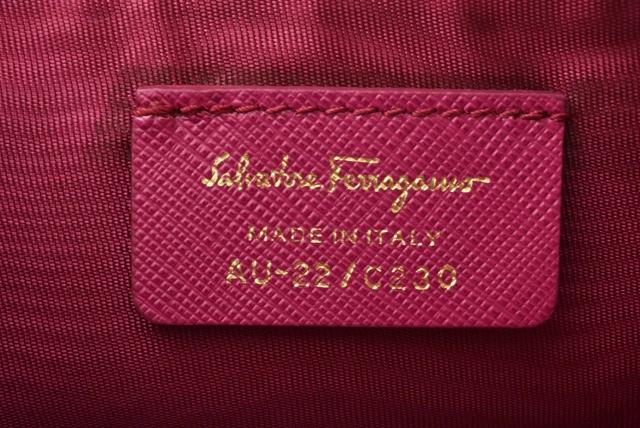 Salvatore Ferragamo
MADE IN ITALY
AU-22/C230